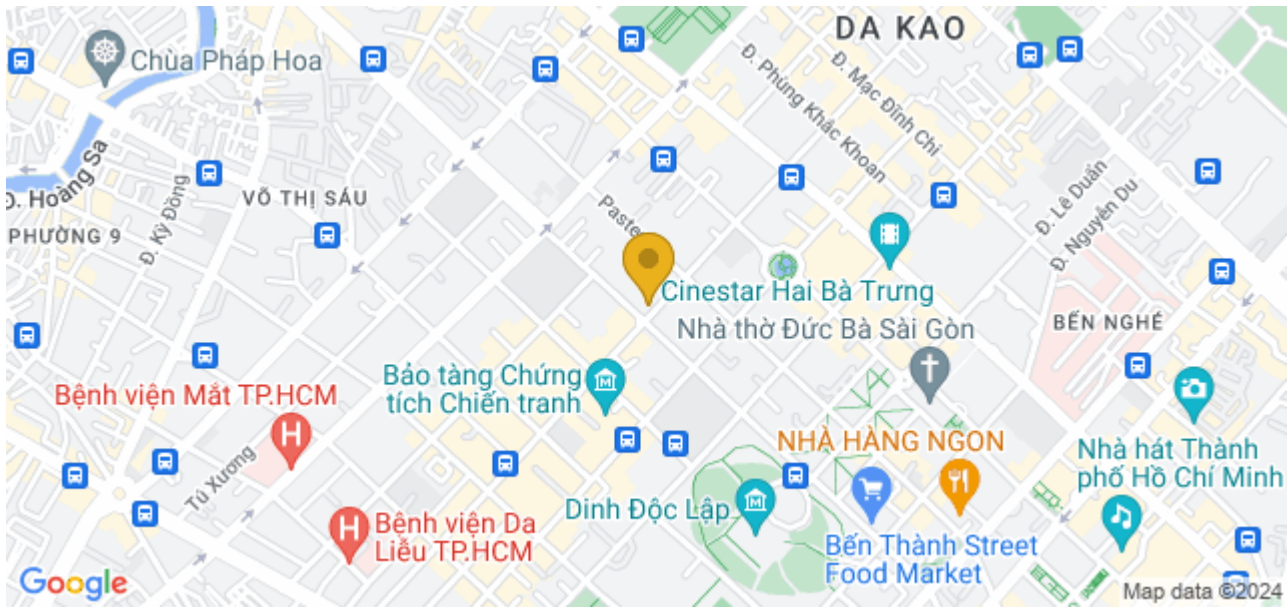 DA KAO
Chùa Pháp Hoa
Đ. Phùng Khắc Khoan
Đ. Mạc Đĩnh Chi
Đ. Hoàng Sa
Đ. Kỳ Đồng
VÕ THỊ SÁU
PHƯỜNG 9
Paste
Đ. Lê Duẩn
Đ. Nguyễn Du
Cinestar Hai Bà Trưng
Nhà thờ Đức Bà Sài Gòn
BẾN NGHÉ
Bảo tàng Chứng
tích Chiến tranh
Bệnh viện Mắt TP.HCM
H
Tú Xương
NHÀ HÀNG NGON
Nhà hát Thành
phố Hồ Chí Minh
Dinh Độc Lập
M
M
H
Bệnh viện Da
Liễu TP.HCM
Bến Thành Street
Food Market
Google
Map data ©2024